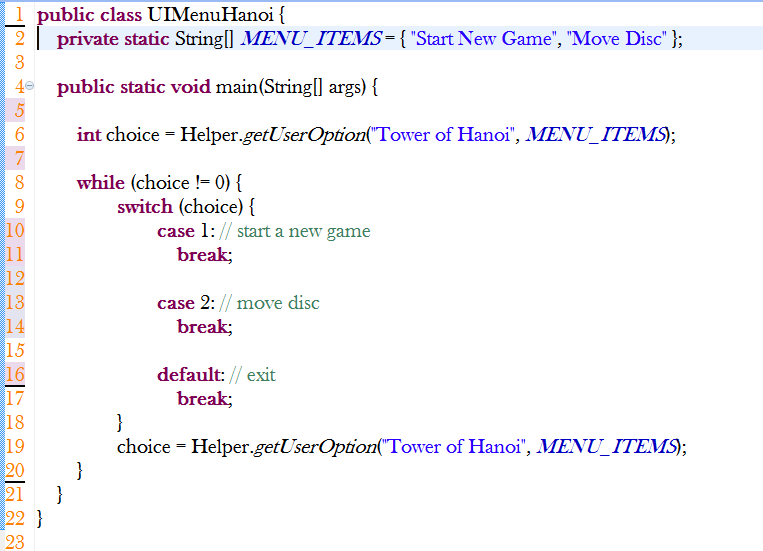 1 public class UIMenuHanoi {
2 private static String[] MENU_ITEMS = { "Start New Game", "Move Disc" };
3
4 public static void main(String[] args) {
5
6 int choice = Helper.getUserOption("Tower of Hanoi", MENU_ITEMS);
7
8 while (choice != 0) {
9 switch (choice) {
10 case 1: // start a new game
11 break;
12
13 case 2: // move disc
14 break;
15
16 default: // exit
17 break;
18 }
19 choice = Helper.getUserOption("Tower of Hanoi", MENU_ITEMS);
20 }
21 }
22 }
23